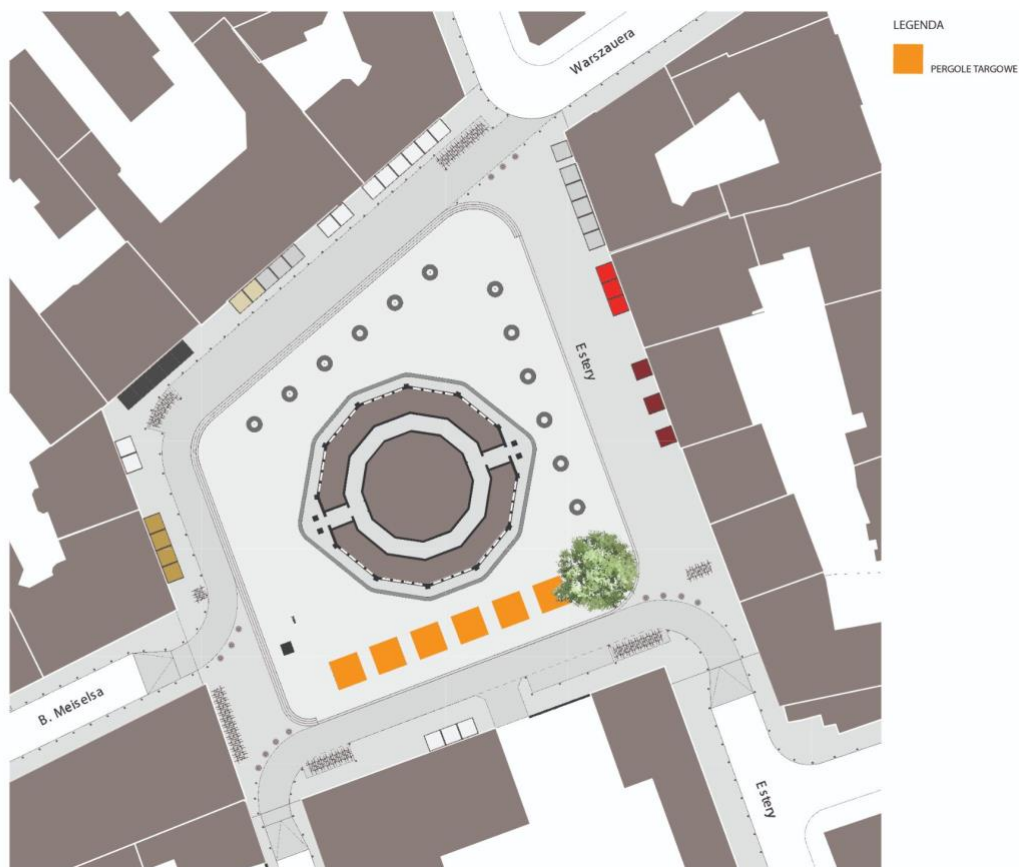 LEGENDA
PERGOLE TARGOWE
Warszauera
Estery
B. Meiselsa
Estery